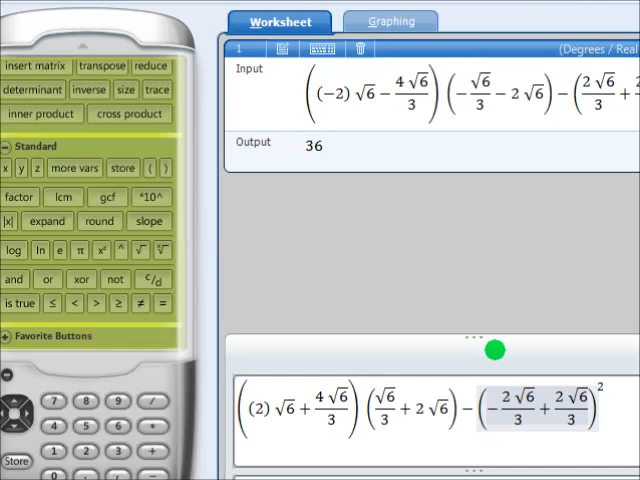 Worksheet Graphing
insert matrix transpose reduce
determinant inverse size trace
inner product cross product
Standard
x y z more vars store ( )
factor lcm gcf *10^
|x| expand round slope
log ln e π x² ^ √ ∛
and or xor not c/d
is true ≤ < > ≥ ≠ =
Favorite Buttons
7 8 9 /
4 5 6 *
1 2 3 +
Store
1 (Degrees / Real
Input ((-2) √6 − 4 √6/3) (− √6/3 − 2 √6) − (2 √6/3 +
Output 36
((2) √6 + 4 √6/3) (√6/3 + 2 √6) − (− 2 √6/3 + 2 √6/3)²